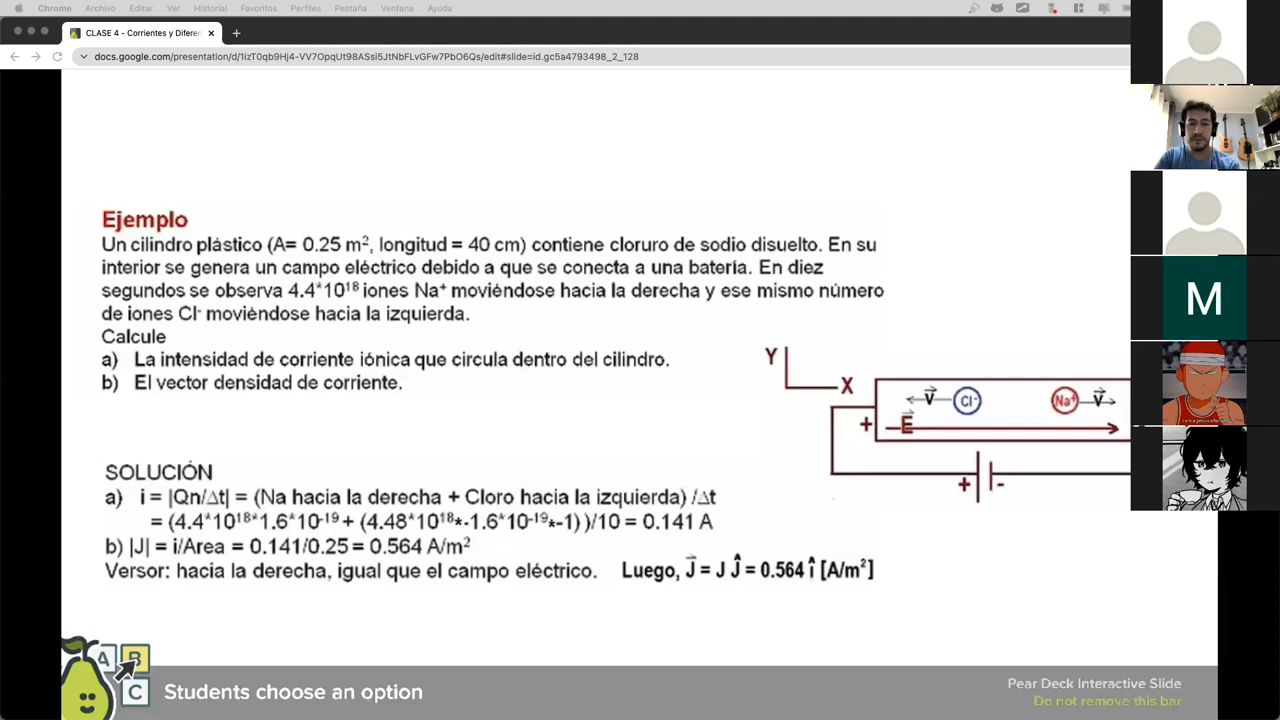 Chrome Archivo Editar Ver Historial Favoritos Perfiles Pestaña Ventana Ayuda
CLASE 4 - Corrientes y Diferen
docs.google.com/presentation/d/1izT0qb9Hj4-VV7OpqUt98ASsi5JtNbFLvGFw7PbO6Qs/edit#slide=id.gc5a4793498_2_128
Ejemplo
Un cilindro plástico (A= 0.25 m², longitud = 40 cm) contiene cloruro de sodio disuelto. En su
interior se genera un campo eléctrico debido a que se conecta a una batería. En diez
segundos se observa 4.4*10¹⁸ iones Na⁺ moviéndose hacia la derecha y ese mismo número
de iones Cl⁻ moviéndose hacia la izquierda.
Calcule
a) La intensidad de corriente iónica que circula dentro del cilindro.
b) El vector densidad de corriente.
Y
X
V⃗ Cl⁻ Na⁺ V⃗
+ E⃗
+ -
SOLUCIÓN
a) i = |Qn/∆t| = (Na hacia la derecha + Cloro hacia la izquierda) /∆t
= (4.4*10¹⁸*1.6*10⁻¹⁹ + (4.48*10¹⁸*-1.6*10⁻¹⁹*-1) )/10 = 0.141 A
b) |J| = i/Area = 0.141/0.25 = 0.564 A/m²
Versor: hacia la derecha, igual que el campo eléctrico. Luego, J⃗ = J Ĵ = 0.564 î [A/m²]
A B
C
Students choose an option
Pear Deck Interactive Slide
Do not remove this bar
M